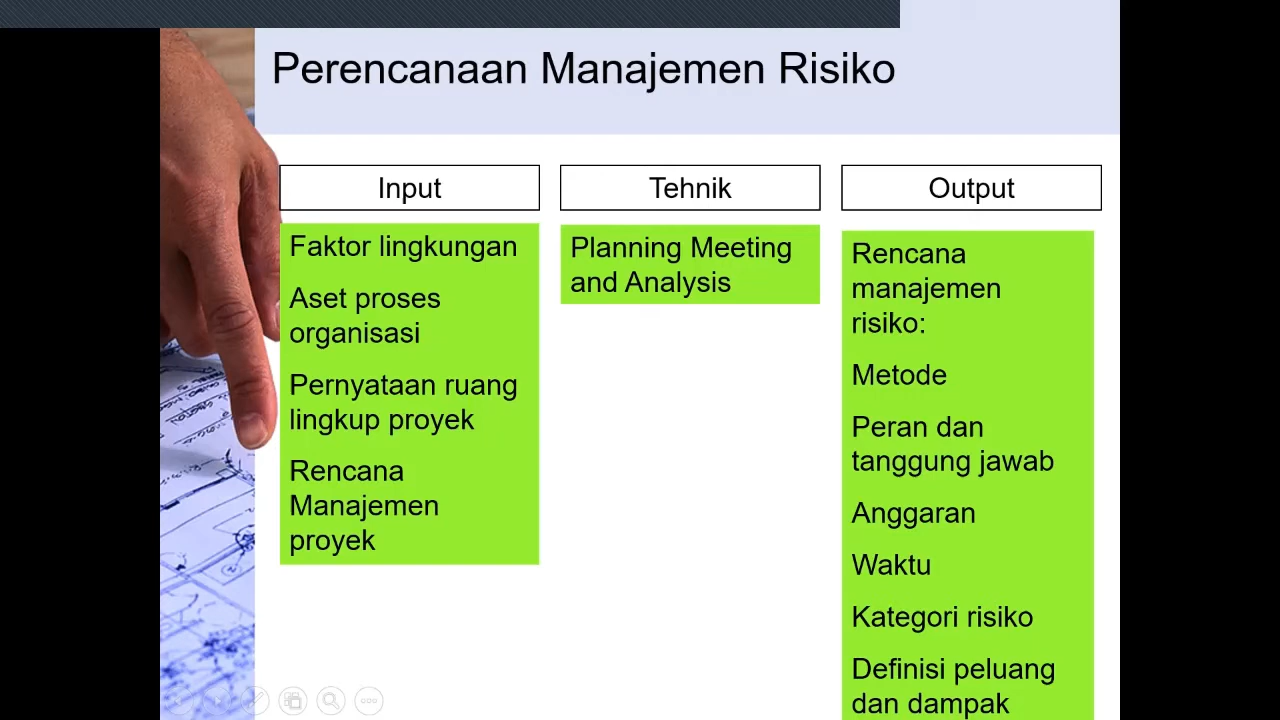 Perencanaan Manajemen Risiko
Input
Faktor lingkungan
Aset proses
organisasi
Pernyataan ruang
lingkup proyek
Rencana
Manajemen
proyek
Tehnik
Planning Meeting
and Analysis
Output
Rencana
manajemen
risiko:
Metode
Peran dan
tanggung jawab
Anggaran
Waktu
Kategori risiko
Definisi peluang
dan dampak